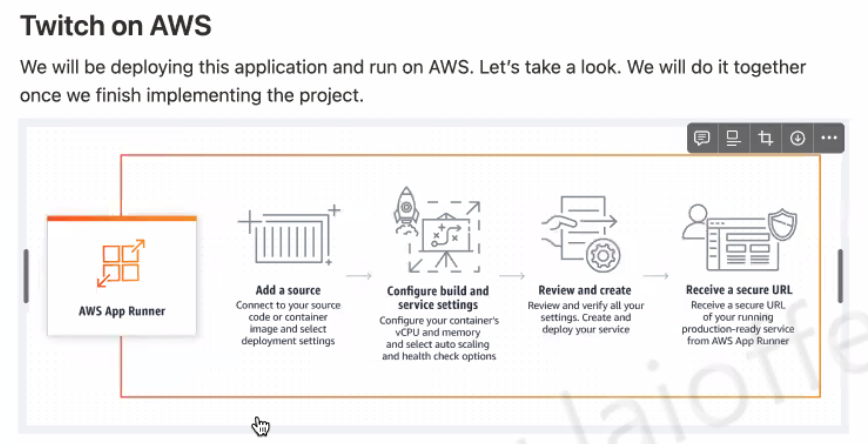 Twitch on AWS
We will be deploying this application and run on AWS. Let's take a look. We will do it together
once we finish implementing the project.
AWS App Runner
Add a source
Connect to your source
code or container
image and select
deployment settings
Configure build and
service settings
Configure your container's
vCPU and memory
and select auto scaling
and health check options
Review and create
Review and verify all your
settings. Create and
deploy your service
Receive a secure URL
Receive a secure URL
of your running
production-ready service
from AWS App Runner